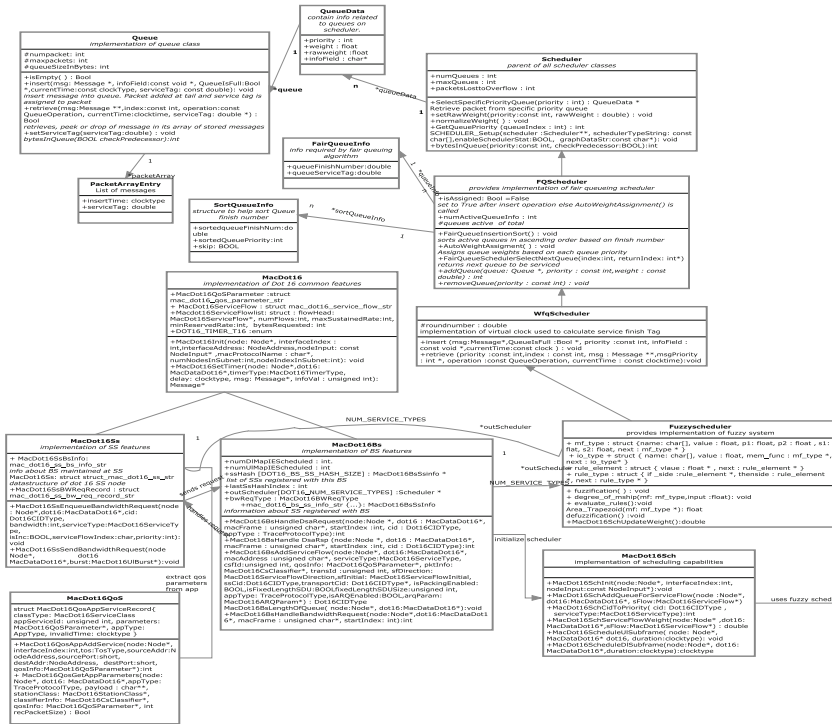 QueueData
contain info related
to queues on
scheduler.
+priority : int
+weight : float
+rawweight :float
+infoField : char*
Queue
implementation of queue class
#numpacket: int
#maxpackets: int
#queueSizeInBytes: int
+isEmpty( ) : Bool
+insert(msg: Message *, infoField:const void *, QueueIsFull:Bool
*,currentTime:const clocktType, serviceTag: const double): void
insert message into queue. Packet added at tail and service tag is
assigned to packet
+retrieve(msg:Message **,index:const int, operation:const
QueueOperation, currentTime:clocktime, serviceTag: double *) :
Bool
retrieves, peek or drop of message in its array of stored messages
+setServiceTag(serviceTag:double) : void
bytesInQueue(BOOL checkPredecessor):int
1
*queue
n
*queueData
1
Scheduler
parent of all scheduler classes
+numQueues : int
+maxQueues : int
+packetsLosttoOverflow : int
+SelectSpecificPriorityQueue(priority : int) : QueueData *
Retrieve packet from specific priority queue
+setRawWeight(priority:const int, rawWeight : double) : void
+normalizeWeight( ) : void
+GetQueuePriority (queueIndex : int) : int
SCHEDULER_Setup(scheduler :Scheduler**, schedulerTypeString: const
char[],enableSchedulerStat:BOOL, graphDataStr:const char*): void
+bytesInQueue(priority:const int, checkPredecessor:BOOL):int
FairQueueInfo
info required by fair queuing
algorithm
+queueFinishNumber:double
+queueServiceTag:double
1
*packetArray
PacketArrayEntry
List of messages
+insertTime: clocktype
+serviceTag: double
n
FQScheduler
provides implementation of fair queueing scheduler
+isAssigned: Bool =False
set to True after insert operation else AutoWeightAssignment() is
called
+numActiveQueueInfo : int
#queues active of total
+FairQueueInsertionSort() : void
sorts active queues in ascending order based on finish number
+AutoWeightAssigment( ) : void
Assigns queue weights based on each queue priority
+FairQueueSchedulerSelectNextQueue(index:int, returnIndex: int*)
returns next queue to be serviced
+addQueue(queue: Queue *, priority : const int,weight : const
double) : int
+removeQueue(priority : const int) : void
SortQueueInfo
structure to help sort Queue
finish number
+sortedqueueFinishNum:do
uble
+sortedQueuePriority:int
+skip: BOOL
n
*sortQueueInfo
1
MacDot16
implementation of Dot 16 common features
+MacDot16QoSParameter :struct
mac_dot16_qos_parameter_str
+ MacDot16ServiceFlow : struct mac_dot16_service_flow_str
+MacDot16ServiceFlowlist : struct : flowHead:
MacDot16ServiceFlow*, numFlows:int, maxSustainedRate:int,
minReservedRate: int, bytesRequested: int
+DOT16_TIMER_T16 :enum
+MacDot16Init(node: Node*, interfaceIndex :
int,interfaceAddress: NodeAddress,nodeInput: const
NodeInput* ,macProtocolName : char*,
numNodesInSubnet:int,nodeIndexInSubnet:int): void
+MacDot16SetTimer(node: Node*,dot16:
MacDataDot16*,timerType:MacDot16TimerType,
delay: clocktype, msg: Message*, infoVal : unsigned int):
Message*
WfqScheduler
#roundnumber : double
implementation of virtual clock used to calculate service finish Tag
+insert (msg:Message*,QueueIsFull :Bool *, priority :const int, infoField :
const void *,currentTime:const clock ) : void
+retrieve (priority :const int,index : const int, msg : Message **,msgPriority
: int *, operation :const QueueOperation, currentTime : const clocktime):void
NUM_SERVICE_TYPES
1
*outScheduler
MacDot16Ss
implementation of SS features
+ MacDot16SsBsInfo:
mac_dot16_ss_bs_info_str
Info about BS maintained at SS
MacDot16Ss: struct struct_mac_dot16_ss_str
datastructure of dot 16 SS node
+MacDot16SsBWReqRecord : struct
mac_dot16_ss_bw_req_record_str
+MacDot16SsEnqueueBandwidthRequest(node
: Node*,dot16:MacDataDot16*,cid:
Dot16CIDType,
bandwidth:int,serviceType:MacDot16ServiceTy
pe,
isInc:BOOL,serviceFlowIndex:char,priority:int):
void
+MacDot16SsSendBandwidthRequest(node:
Node*, dot16
MacDataDot16*,burst:MacDot16UlBurst*):void
sends request
MacDot16Bs
implementation of BS features
+numDlMapIEScheduled : int.
+numUlMapIEScheduled : int
+ssHash [DOT16_BS_SS_HASH_SIZE] : MacDot16BsSsinfo *
list of SSs registered with this BS
+lastSsHashIndex : int
+outScheduler[DOT16_NUM_SERVICE_TYPES] :Scheduler *
+bwReqType : MacDot16BWReqType
+mac_dot16_bs_ss_info_str {...} : MacDot16BsSsInfo
information about SS registered with BS
+MacDot16BsHandleDsaRequest(node:Node *, dot16 : MacDataDot16*,
macFrame : unsigned char*, startIndex :int, cid : Dot16CIDType,
appType : TraceProtocolType):int
+MacDot16BsHandle DsaRsp (node:Node *, dot16 : MacDataDot16*,
macFrame : unsigned char*, startIndex :int, cid : Dot16CIDType):int
+MacDot16BsAddServiceFlow(node: Node*, dot16:MacDataDot16*,
macAddress :unsigned char*, serviceType:MacDot16ServiceType,
csfId:unsigned int, qosInfo:MacDot16QoSParameter*, pktInfo:
MacDot16CsClassifier*, transId :unsigned int, sfDirection:
MacDot16ServiceFlowDirection,sfInitial: MacDot16ServiceFlowInitial,
ssCid:Dot16CIDType,transportCid: Dot16CIDType*, isPackingEnabled:
BOOL,isFixedLengthSDU:BOOL,fixedLengthSDUSize:unsigned int,
appType: TraceProtocolType,isARQEnabled:BOOL,arqParam:
MacDot16ARQParam*) : Dot16CIDType
+MacDot16BaLengthOfQueue( node:Node*, dot16:MacDataDot16*):void
+MacDot16BsHandleBandwidthRequest(node:Node*,dot16:MacDataDot1
6*, macFrame : unsigned char*, startIndex: int):int
1
*outScheduler
NUM_SERVICE_TYPES
Fuzzyscheduler
provides implementation of fuzzy system
+ mf_type : struct {name: char[], value : float, p1: float, p2 : float , s1:
flat, s2: float, next : mf_type * }
+ io_type : struct { name: char[], value: float, mem_func : mf_type *,
next : io_type* }
rule_element : struct { vlaue : float * , next : rule_element * }
+ rule_type : struct { if_side :rule_element *, thenside : rule_element
*, next : rule_type * }
+ fuzzification( ) : void
+ degree_of_mship(mf: mf_type,input :float): void
+ evaluate_rules():void
Area_Trapezoid(mf: mf_type *): float
defuzzification() :void
+MacDot16SchUpdateWeight():void
initialize scheduler
extract qos
parameters
from app
MacDot16QoS
struct MacDot16QosAppServiceRecord{
classType: MacDot16ServiceClass
appServiceId: unsigned int, parameters:
MacDot16QoSParameter*, appType:
AppType, invalidTime: clocktype }
+MacDot16QosAppAddService(node: Node*,
interfaceIndex:int,tos:TosType,sourceAddr:N
odeAddress,sourcePort:short,
destAddr:NodeAddress, destPort:short,
qosInfo:MacDot16QoSParameter*):int
+ MacDot16QosGetAppParameters(node:
Node*, dot16: MacDataDot16*,appType:
TraceProtocolType, payload : char**,
stationClass: MacDot16StationClass*,
classifierInfo: MacDot16CsClassifier*,
qosInfo:MacDot16QoSParameter*, int
recPacketSize) : Bool
MacDot16Sch
implementation of scheduling capabilities
+MacDot16SchInit(node:Node*, interfaceIndex:int,
nodeInput:const NodeInput*):void
+MacDot16SchAddQueueForServiceFlow(node: Node*,
dot16:MacDataDot16*, sFlow:MacDot16ServiceFlow*)
+MacDot16SchCidToPriority( cid: Dot16CIDType ,
serviceType:MacDot16ServiceType):int
+MacDot16SchServiceFlowWeight(node: Node* ,dot16:
MacDataDot16*,sFlow:MacDot16ServiceFlow*) : double
+MacDot16ScheduleUlSubframe( node: Node*,
MacDataDot16* dot16, duration:clocktype):void
+MacDot16ScheduleDlSubframe(node: Node*, dot16:
MacDataDot16*,duration:clocktype):clocktype
uses fuzzy sched